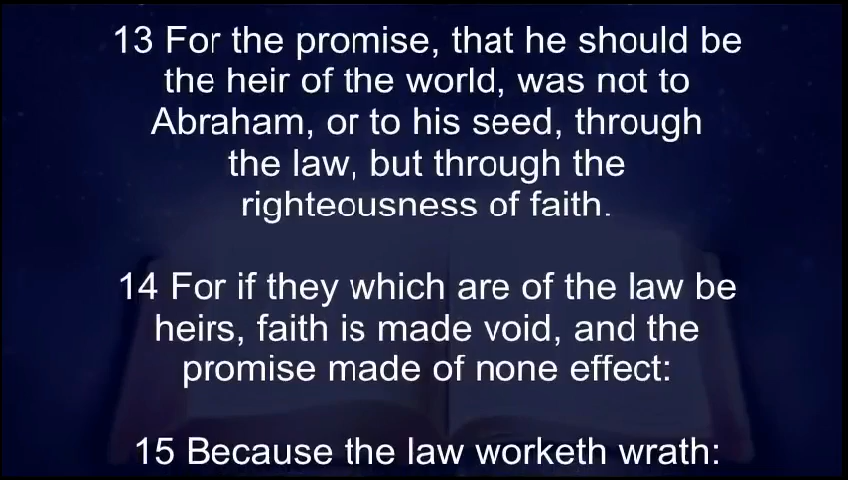 13 For the promise, that he should be
the heir of the world, was not to
Abraham, or to his seed, through
the law, but through the
righteousness of faith.
14 For if they which are of the law be
heirs, faith is made void, and the
promise made of none effect:
15 Because the law worketh wrath: